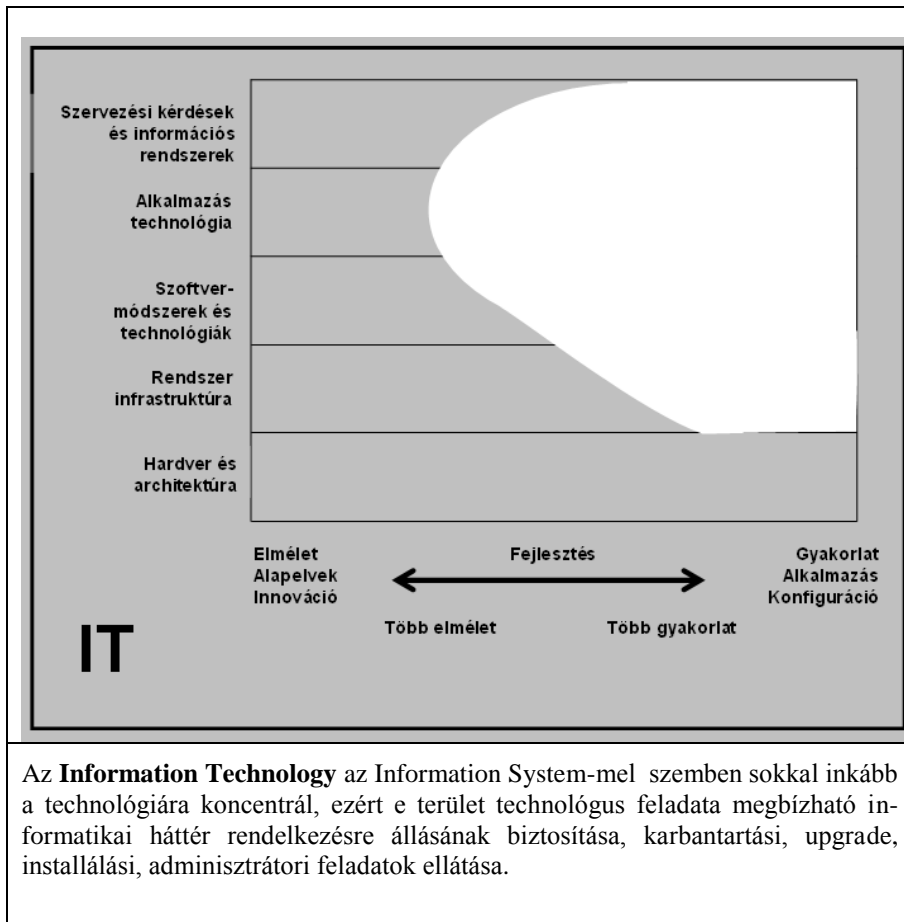 Szervezési kérdések
és információs
rendszerek
Alkalmazás
technológia
Szoftver-
módszerek és
technológiák
Rendszer
infrastruktúra
Hardver és
architektúra
Elmélet
Alapelvek
Innováció
Fejlesztés
Gyakorlat
Alkalmazás
Konfiguráció
Több elmélet
Több gyakorlat
IT
Az Information Technology az Information System-mel szemben sokkal inkább
a technológiára koncentrál, ezért e terület technológus feladata megbízható in-
formatikai háttér rendelkezésre állásának biztosítása, karbantartási, upgrade,
installálási, adminisztrátori feladatok ellátása.